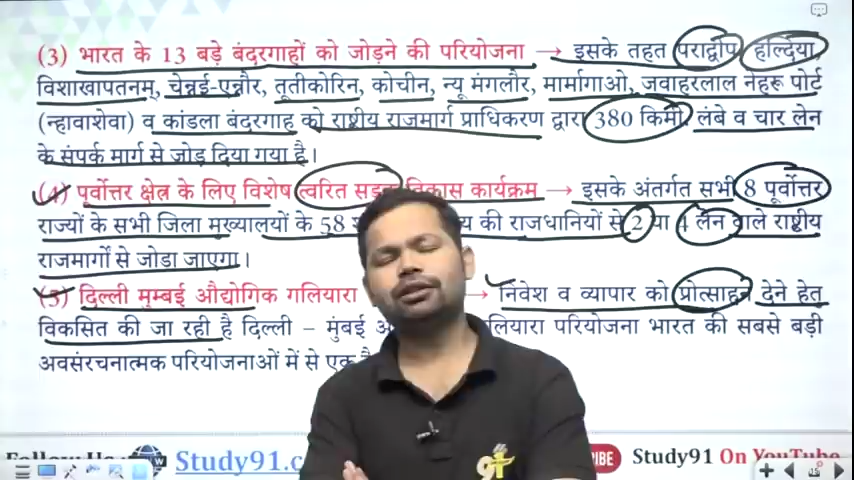 (3) भारत के 13 बड़े बंदरगाहों को जोड़ने की परियोजना → इसके तहत पराद्वीप, हल्दिया,
विशाखापतनम्, चेन्नई-एन्नौर, तूतीकोरिन, कोचीन, न्यू मंगलौर, मार्मागाओ, जवाहरलाल नेहरू पोर्ट
(न्हावाशेवा) व कांडला बंदरगाह को राष्ट्रीय राजमार्ग प्राधिकरण द्वारा 380 किमी लंबे व चार लेन
के संपर्क मार्ग से जोड़ दिया गया है।
(4) पूर्वोत्तर क्षेत्र के लिए विशेष त्वरित सड़क विकास कार्यक्रम → इसके अंतर्गत सभी 8 पूर्वोत्तर
राज्यों के सभी जिला मुख्यालयों के 58 की राजधानियों से 2 या 4 लेन वाले राष्ट्रीय
राजमार्गों से जोडा जाएगा।
(5) दिल्ली मुम्बई औद्योगिक गलियारा → निवेश व व्यापार को प्रोत्साहन देने हेतु
विकसित की जा रही है दिल्ली – मुंबई परियोजना भारत की सबसे बड़ी
अवसंरचनात्मक परियोजनाओं में से एक
Study91.c
Study91 On YouTube